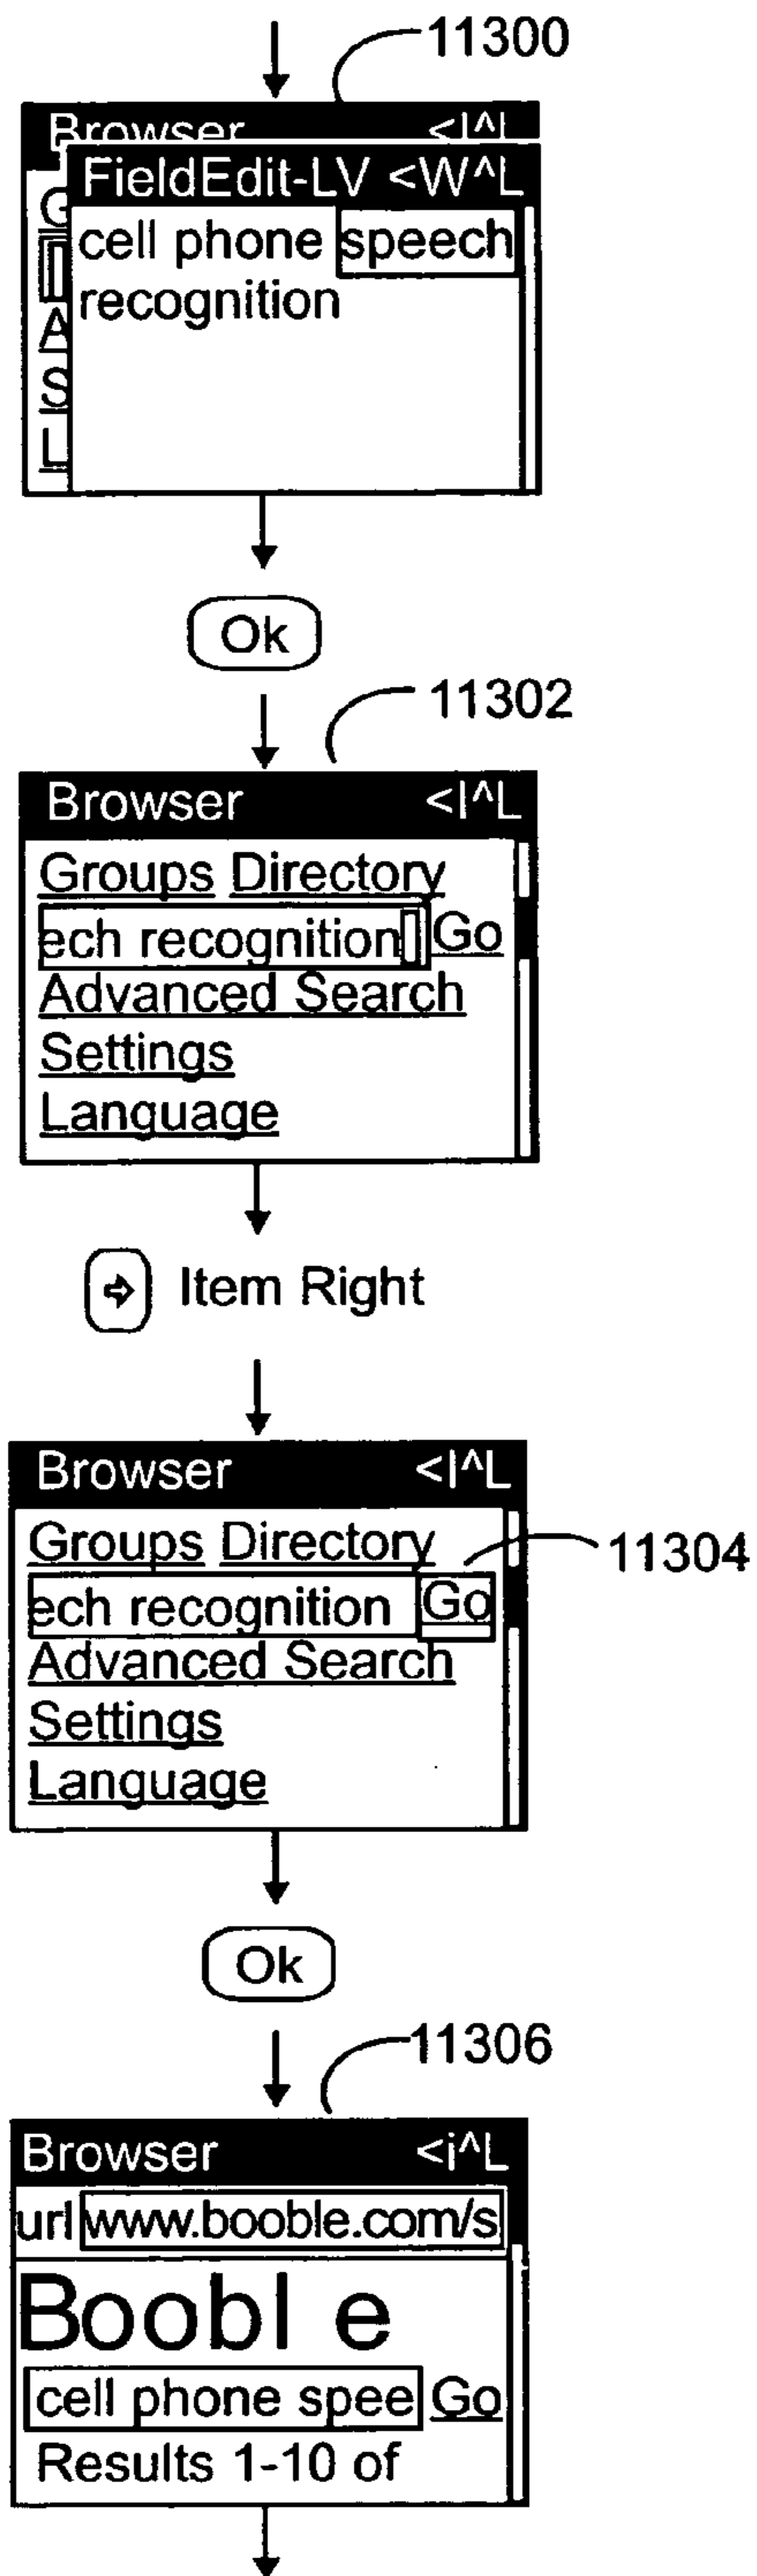 11300
Browser <I^L
FieldEdit-LV <W^L
G
cell phone speech
recognition
A
S
L
Ok
11302
Browser <I^L
Groups Directory
ech recognition Go
Advanced Search
Settings
Language
Item Right
Browser <I^L
Groups Directory
11304
ech recognition Go
Advanced Search
Settings
Language
Ok
11306
Browser <i^L
url www.booble.com/s
Boobl e
cell phone spee Go
Results 1-10 of